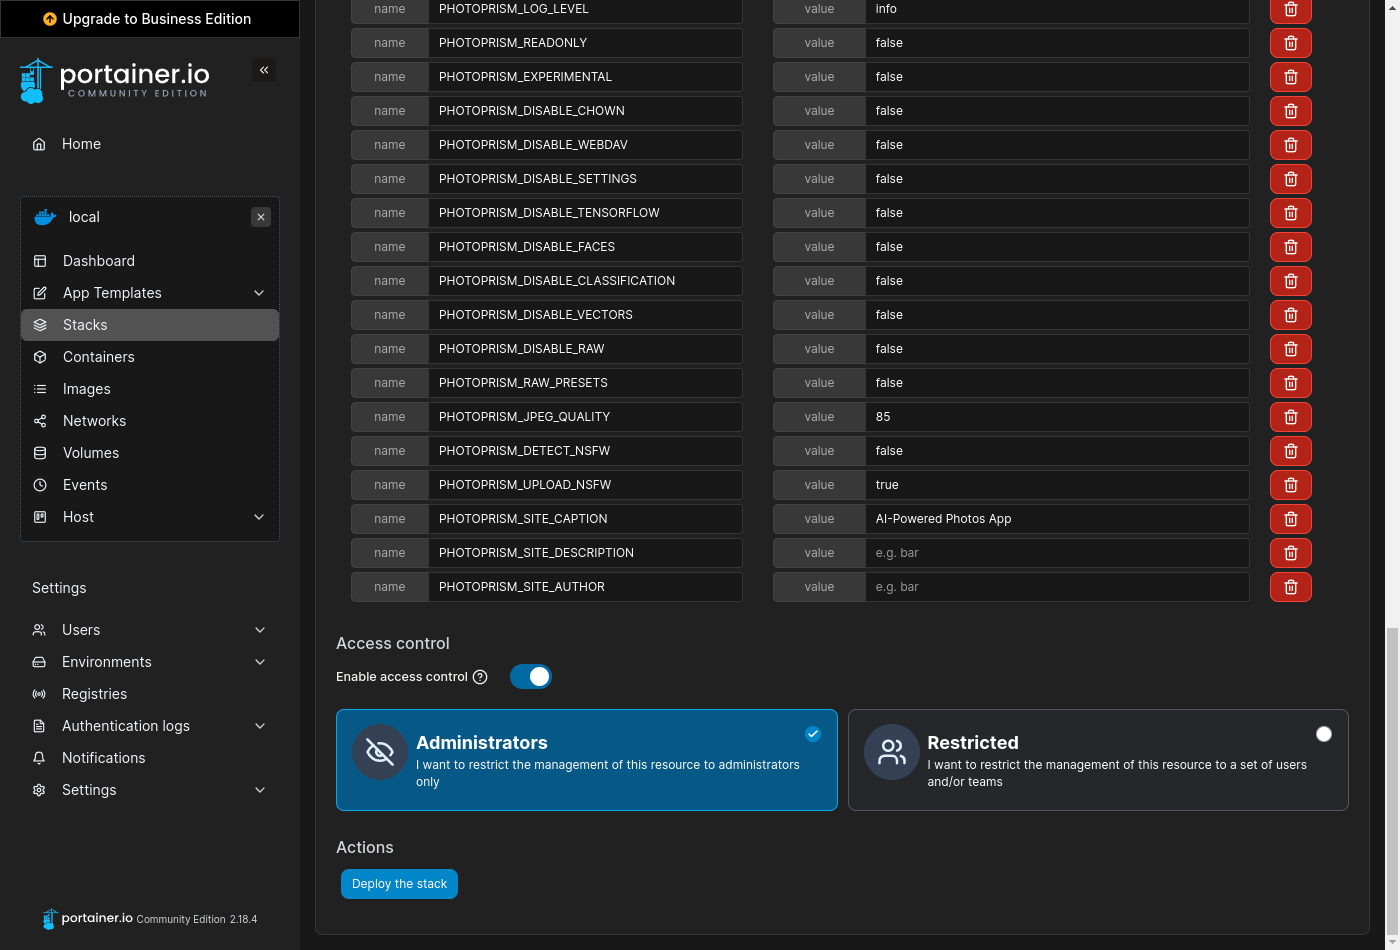 Upgrade to Business Edition
portainer.io
COMMUNITY EDITION
Home
local
Dashboard
App Templates
Stacks
Containers
Images
Networks
Volumes
Events
Host
Settings
Users
Environments
Registries
Authentication logs
Notifications
Settings
portainer.io Community Edition 2.18.4
name PHOTOPRISM_LOG_LEVEL value info
name PHOTOPRISM_READONLY value false
name PHOTOPRISM_EXPERIMENTAL value false
name PHOTOPRISM_DISABLE_CHOWN value false
name PHOTOPRISM_DISABLE_WEBDAV value false
name PHOTOPRISM_DISABLE_SETTINGS value false
name PHOTOPRISM_DISABLE_TENSORFLOW value false
name PHOTOPRISM_DISABLE_FACES value false
name PHOTOPRISM_DISABLE_CLASSIFICATION value false
name PHOTOPRISM_DISABLE_VECTORS value false
name PHOTOPRISM_DISABLE_RAW value false
name PHOTOPRISM_RAW_PRESETS value false
name PHOTOPRISM_JPEG_QUALITY value 85
name PHOTOPRISM_DETECT_NSFW value false
name PHOTOPRISM_UPLOAD_NSFW value true
name PHOTOPRISM_SITE_CAPTION value AI-Powered Photos App
name PHOTOPRISM_SITE_DESCRIPTION value e.g. bar
name PHOTOPRISM_SITE_AUTHOR value e.g. bar
Access control
Enable access control
Administrators
I want to restrict the management of this resource to administrators
only
Restricted
I want to restrict the management of this resource to a set of users
and/or teams
Actions
Deploy the stack